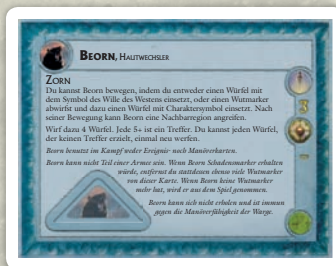 BEORN, HAUTWECHSLER
ZORN
Du kannst Beorn bewegen, indem du entweder einen Würfel mit
dem Symbol des Wille des Westens einsetzt, oder einen Wutmarker
abwirfst und dazu einen Würfel mit Charaktersymbol einsetzt. Nach
seiner Bewegung kann Beorn eine Nachbarregion angreifen.
Wirf dazu 4 Würfel. Jede 5+ ist ein Treffer. Du kannst jeden Würfel,
der keinen Treffer erzielt, einmal neu werfen.
Beorn benutzt im Kampf weder Ereignis- noch Manöverkarten.
Beorn kann nicht Teil einer Armee sein. Wenn Beorn Schadensmarker erhalten
würde, entfernst du stattdessen ebenso viele Wutmarker
von dieser Karte. Wenn Beorn keine Wutmarker
mehr hat, wird er aus dem Spiel genommen.
Beorn kann sich nicht erholen und ist immun
gegen die Manöverfähigkeit der Warge.
3
–